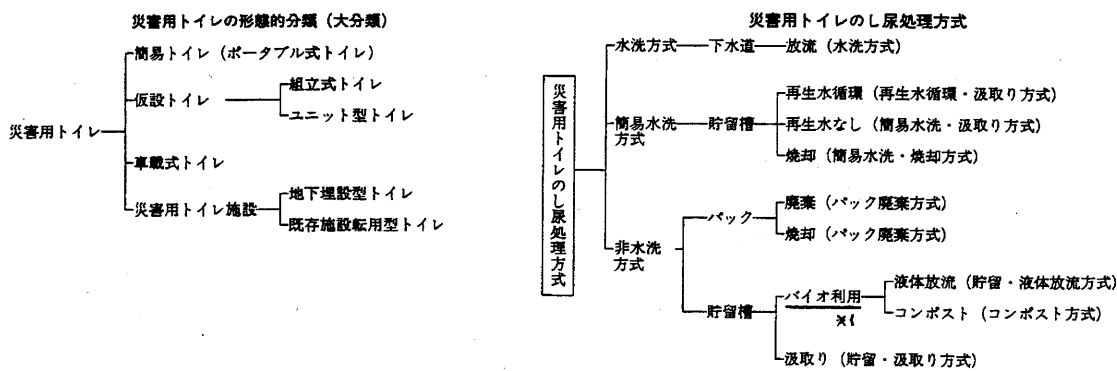 災害用トイレの形態的分類（大分類）
災害用トイレ
簡易トイレ（ポータブル式トイレ）
仮設トイレ
組立式トイレ
ユニット型トイレ
車載式トイレ
災害用トイレ施設
地下埋設型トイレ
既存施設転用型トイレ
災害用トイレのし尿処理方式
災害用トイレのし尿処理方式
水洗方式
下水道
放流（水洗方式）
簡易水洗
方式
貯留槽
再生水循環（再生水循環・汲取り方式）
再生水なし（簡易水洗・汲取り方式）
焼却（簡易水洗・焼却方式）
非水洗
方式
パック
廃棄（パック廃棄方式）
焼却（パック廃棄方式）
貯留槽
バイオ利用
※1
液体放流（貯留・液体放流方式）
コンポスト（コンポスト方式）
汲取り（貯留・汲取り方式）